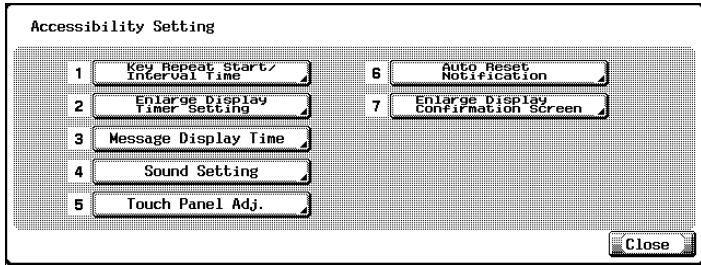 Accessibility Setting
1 Key Repeat Start/
Interval Time
2 Enlarge Display
Timer Setting
3 Message Display Time
4 Sound Setting
5 Touch Panel Adj.
6 Auto Reset
Notification
7 Enlarge Display
Confirmation Screen
Close